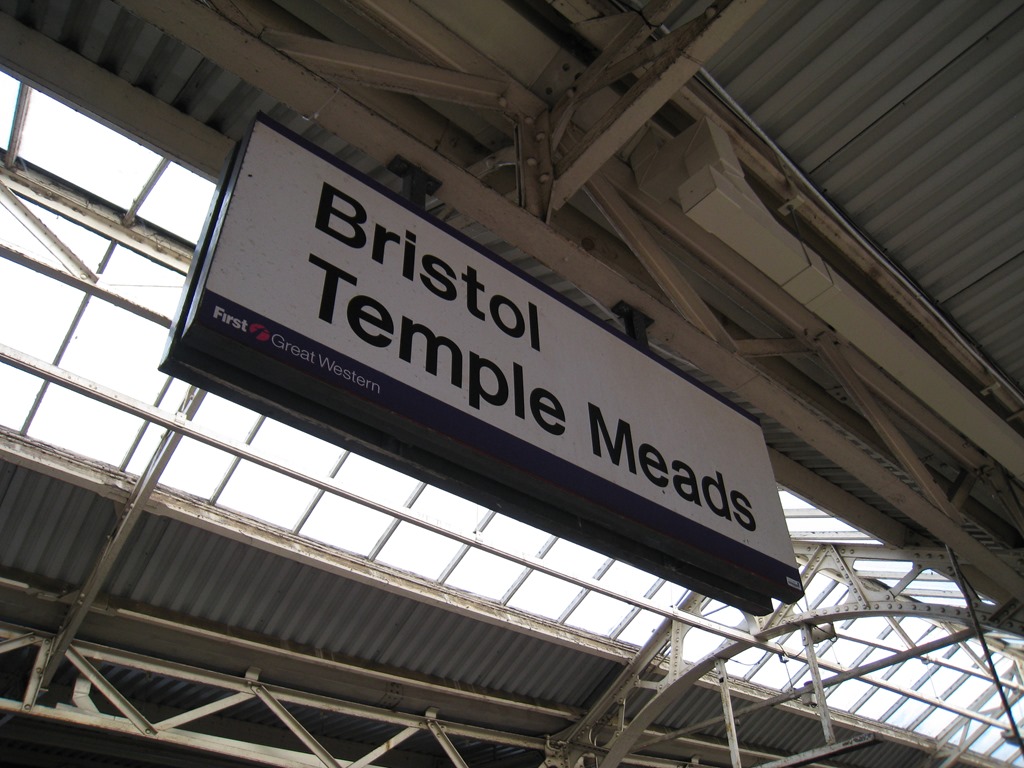 Bristol
Temple Meads
First Great Western